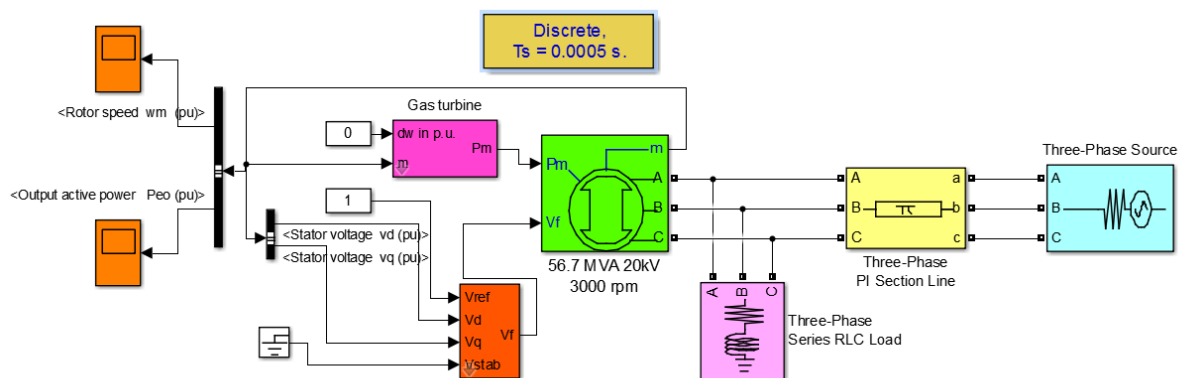 Discrete,
Ts = 0.0005 s.
<Rotor speed wm (pu)>
<Output active power Peo (pu)>
Gas turbine
0
dw in p.u.
m
Pm
1
<Stator voltage vd (pu)>
<Stator voltage vq (pu)>
Vref
Vd
Vq
Vstab
Vf
Pm
Vf
m
A
B
C
56.7 MVA 20kV
3000 rpm
A
B
C
Three-Phase
Series RLC Load
A
B
C
a
b
c
Three-Phase
PI Section Line
Three-Phase Source
A
B
C